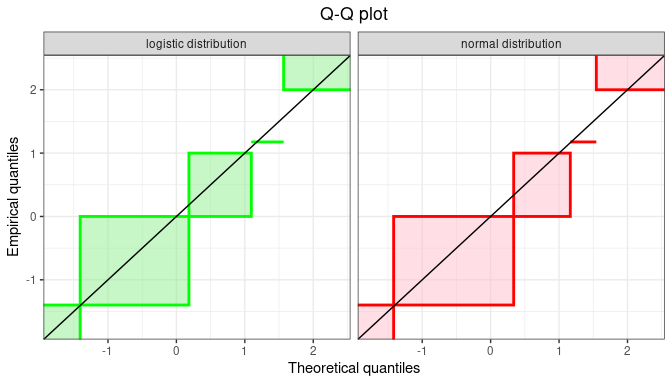 Q-Q plot
logistic distribution
normal distribution
Empirical quantiles
2
1
0
-1
-1 0 1 2
-1 0 1 2
Theoretical quantiles